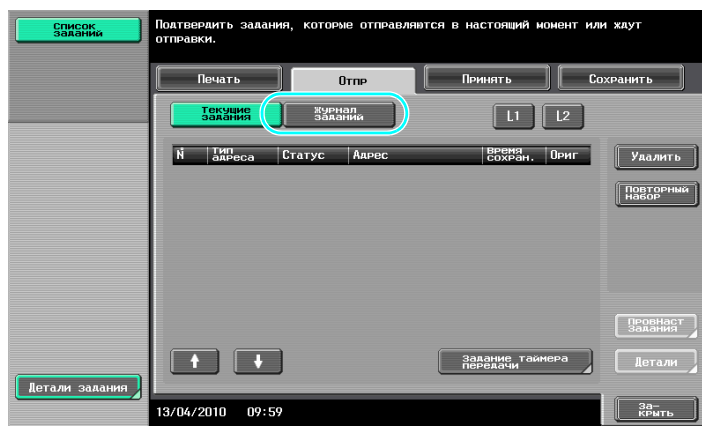 Список
заданий
Подтвердить задания, которые отправляются в настоящий момент или ждут
отправки.
Печать
Отпр
Принять
Сохранить
Текущие
задания
Журнал
заданий
L1
L2
N
Тип
адреса
Статус
Адрес
Время
сохран.
Ориг
Удалить
Повторный
набор
ПровНаст
Задания
Задание таймера
передачи
Детали
Детали задания
13/04/2010 09:59
За-
крыть